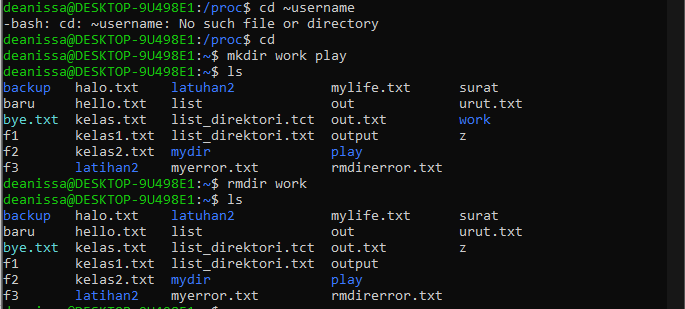 deanissa@DESKTOP-9U498E1:/proc$ cd ~username
-bash: cd: ~username: No such file or directory
deanissa@DESKTOP-9U498E1:/proc$ cd
deanissa@DESKTOP-9U498E1:~$ mkdir work play
deanissa@DESKTOP-9U498E1:~$ ls
backup   halo.txt    latuhan2            mylife.txt      surat
baru     hello.txt   list                out             urut.txt
bye.txt  kelas.txt   list_direktori.tct  out.txt         work
f1       kelas1.txt  list_direktori.txt  output          z
f2       kelas2.txt  mydir               play
f3       latihan2    myerror.txt         rmdirerror.txt
deanissa@DESKTOP-9U498E1:~$ rmdir work
deanissa@DESKTOP-9U498E1:~$ ls
backup   halo.txt    latuhan2            mylife.txt      surat
baru     hello.txt   list                out             urut.txt
bye.txt  kelas.txt   list_direktori.tct  out.txt         z
f1       kelas1.txt  list_direktori.txt  output
f2       kelas2.txt  mydir               play
f3       latihan2    myerror.txt         rmdirerror.txt
deanissa@DESKTOP-9U498E1:~$